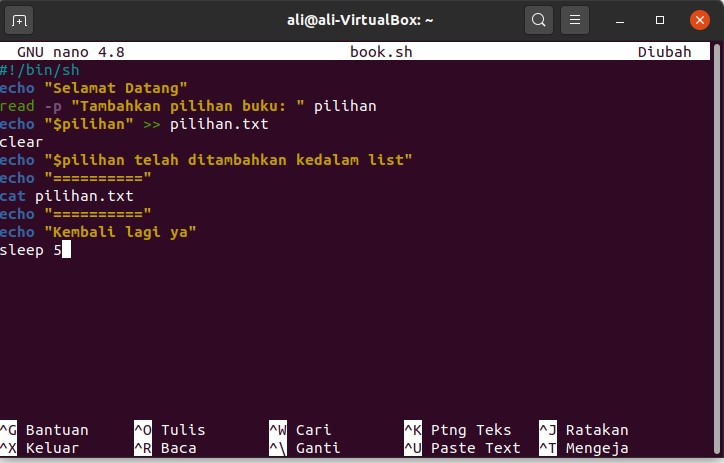 ali@ali-VirtualBox: ~
GNU nano 4.8 book.sh Diubah
#!/bin/sh
echo "Selamat Datang"
read -p "Tambahkan pilihan buku: " pilihan
echo "$pilihan" >> pilihan.txt
clear
echo "$pilihan telah ditambahkan kedalam list"
echo "=========="
cat pilihan.txt
echo "=========="
echo "Kembali lagi ya"
sleep 5
^G Bantuan ^O Tulis ^W Cari ^K Ptng Teks ^J Ratakan
^X Keluar ^R Baca ^\ Ganti ^U Paste Text ^T Mengeja